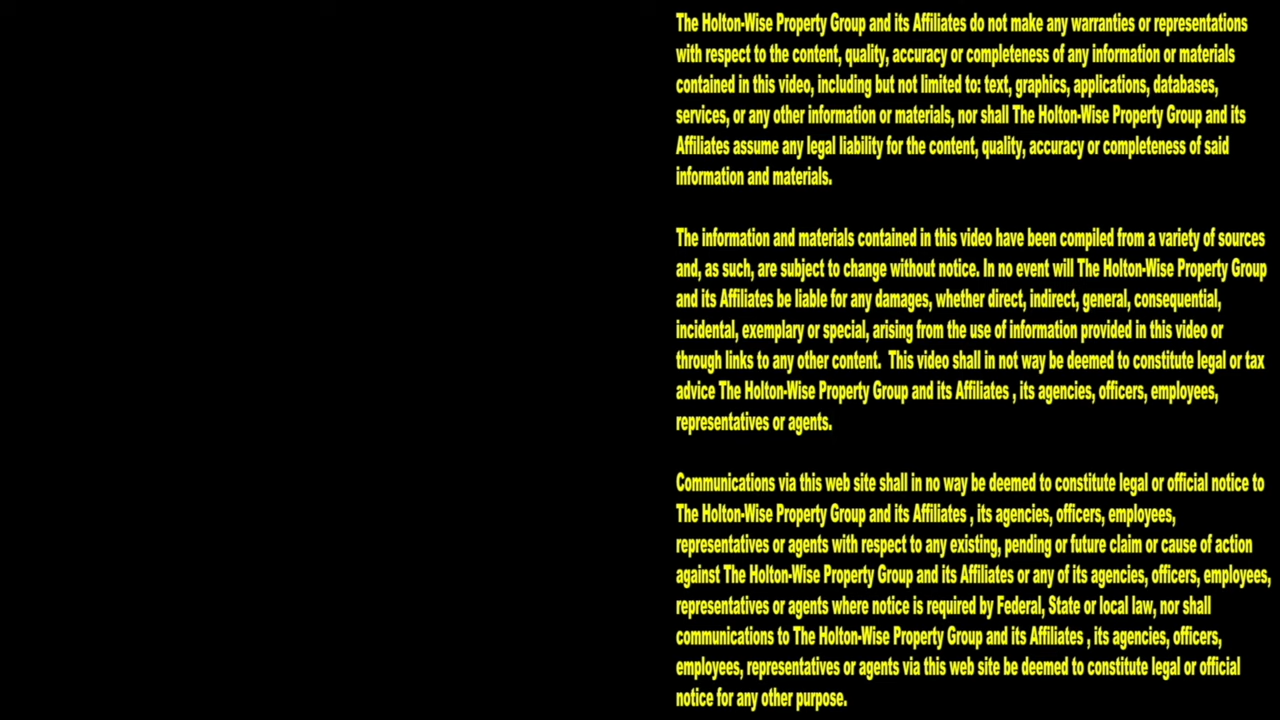 The Holton-Wise Property Group and its Affiliates do not make any warranties or representations
with respect to the content, quality, accuracy or completeness of any information or materials
contained in this video, including but not limited to: text, graphics, applications, databases,
services, or any other information or materials, nor shall The Holton-Wise Property Group and its
Affiliates assume any legal liability for the content, quality, accuracy or completeness of said
information and materials.
The information and materials contained in this video have been compiled from a variety of sources
and, as such, are subject to change without notice. In no event will The Holton-Wise Property Group
and its Affiliates be liable for any damages, whether direct, indirect, general, consequential,
incidental, exemplary or special, arising from the use of information provided in this video or
through links to any other content.  This video shall in not way be deemed to constitute legal or tax
advice The Holton-Wise Property Group and its Affiliates , its agencies, officers, employees,
representatives or agents.
Communications via this web site shall in no way be deemed to constitute legal or official notice to
The Holton-Wise Property Group and its Affiliates , its agencies, officers, employees,
representatives or agents with respect to any existing, pending or future claim or cause of action
against The Holton-Wise Property Group and its Affiliates or any of its agencies, officers, employees,
representatives or agents where notice is required by Federal, State or local law, nor shall
communications to The Holton-Wise Property Group and its Affiliates , its agencies, officers,
employees, representatives or agents via this web site be deemed to constitute legal or official
notice for any other purpose.